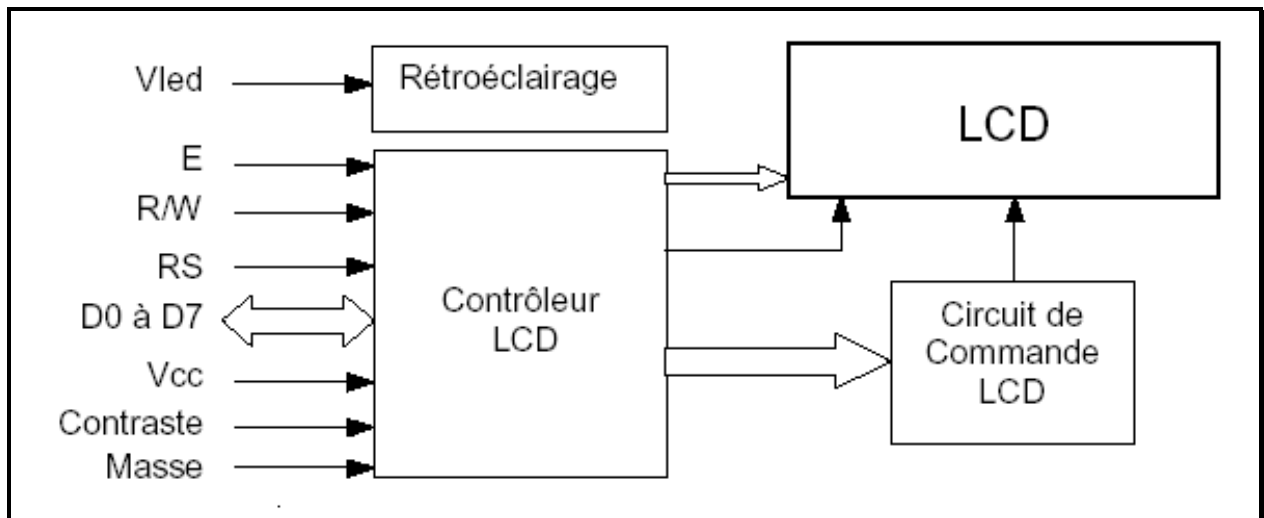 Vled
Rétroéclairage
LCD
E
R/W
RS
D0 à D7
Vcc
Contraste
Masse
Contrôleur
LCD
Circuit de
Commande
LCD